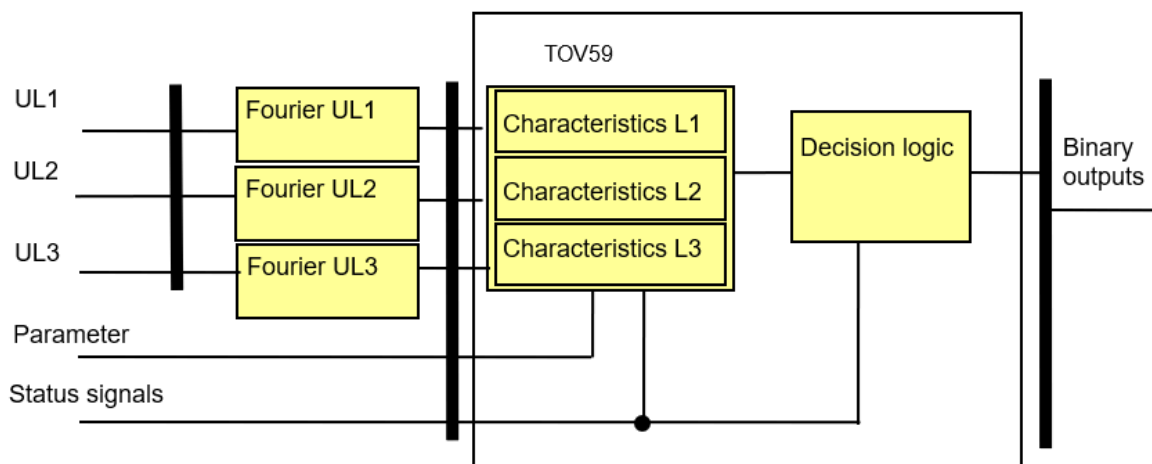 TOV59
UL1
Fourier UL1
Characteristics L1
Decision logic
Binary
outputs
UL2
Fourier UL2
Characteristics L2
UL3
Fourier UL3
Characteristics L3
Parameter
Status signals